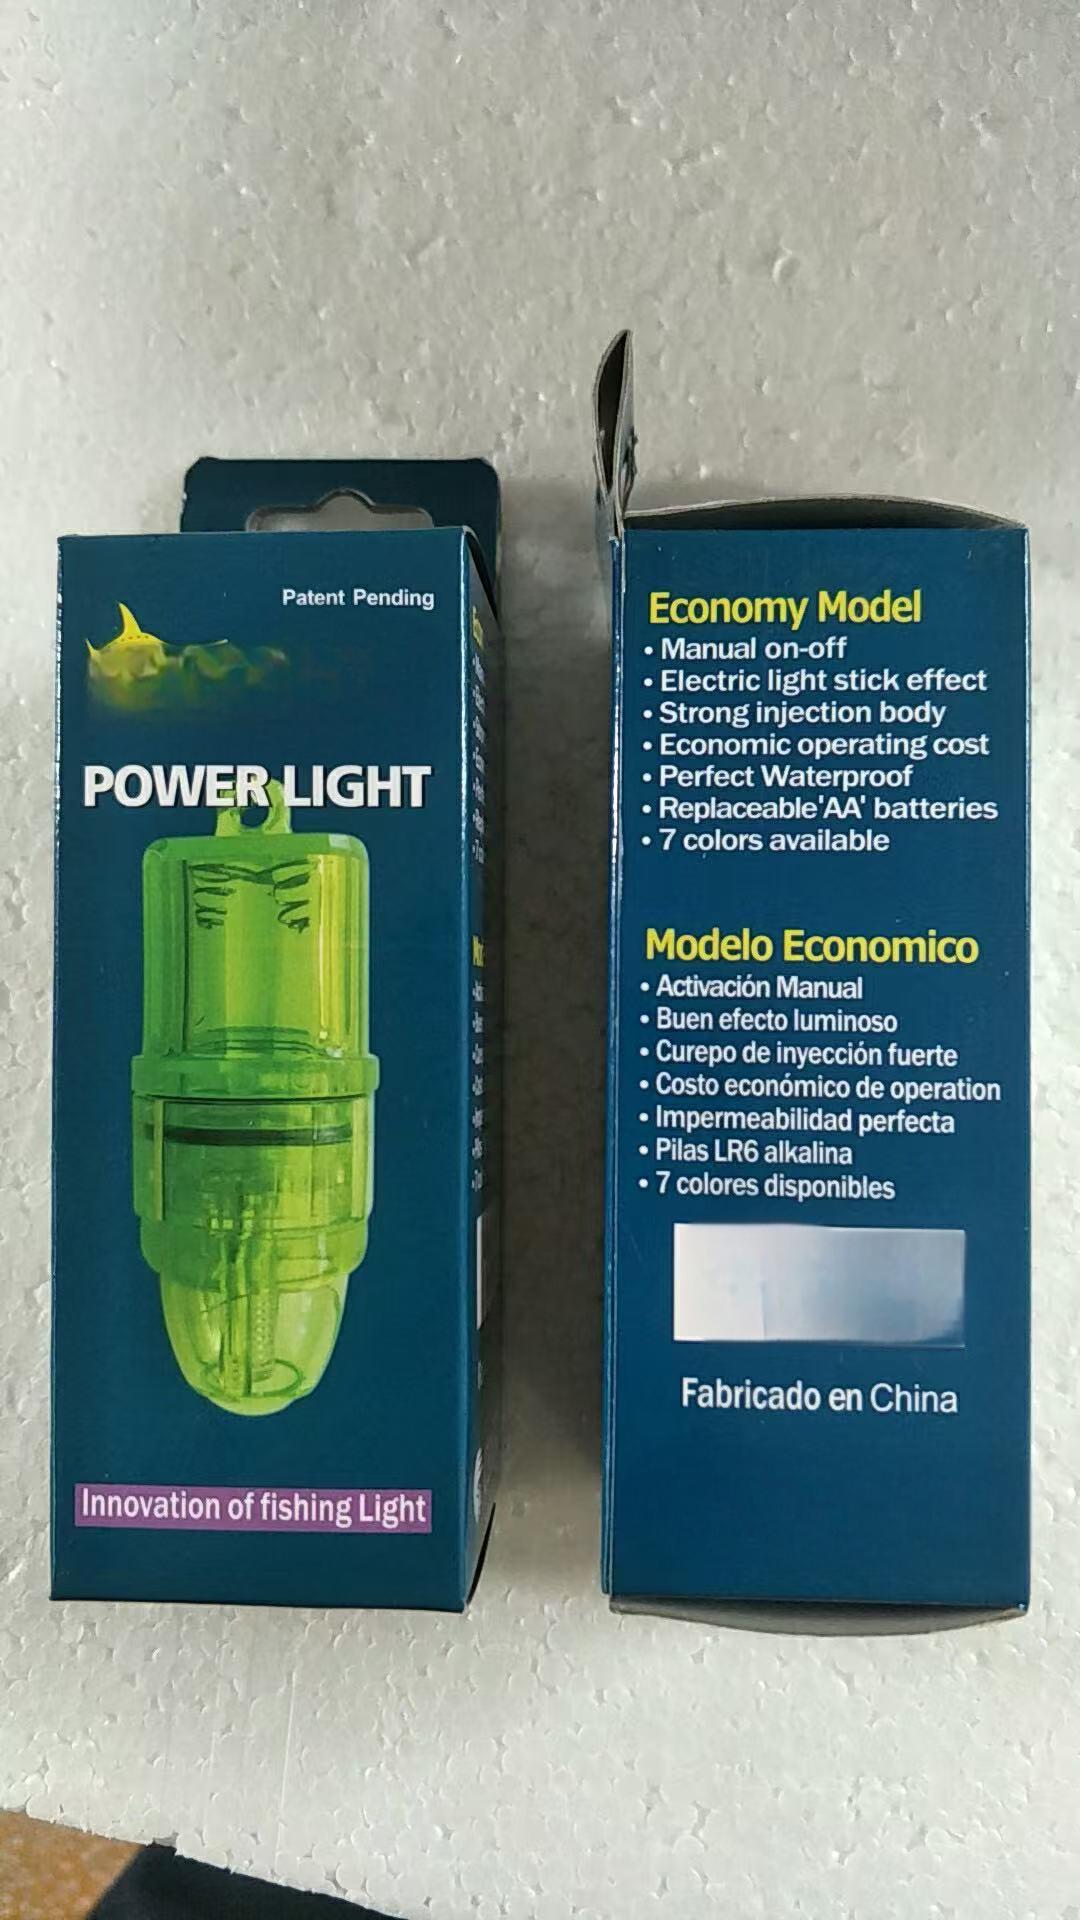 Patent Pending
POWER LIGHT
Innovation of fishing Light
Economy Model
• Manual on-off
• Electric light stick effect
• Strong injection body
• Economic operating cost
• Perfect Waterproof
• Replaceable'AA' batteries
• 7 colors available
Modelo Economico
• Activación Manual
• Buen efecto luminoso
• Curepo de inyección fuerte
• Costo económico de operation
• Impermeabilidad perfecta
• Pilas LR6 alkalina
• 7 colores disponibles
Fabricado en China